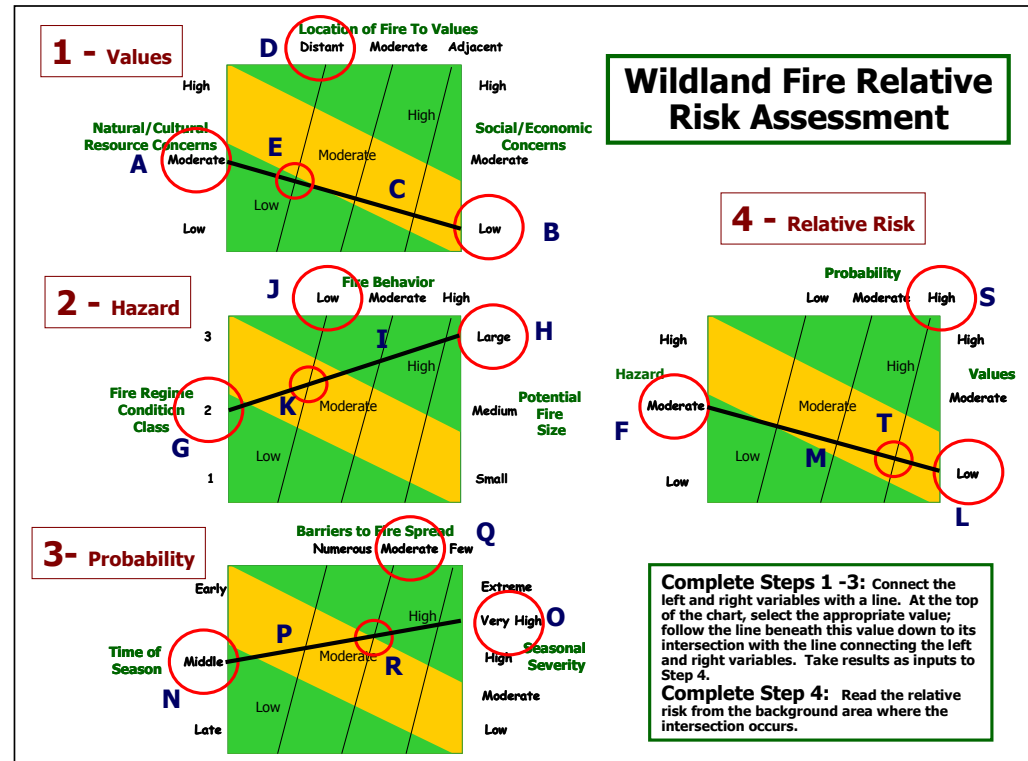 Wildland Fire Relative
Risk Assessment
1 - Values
Location of Fire To Values
D
Distant Moderate Adjacent
High
High
High
Natural/Cultural
Resource Concerns
Social/Economic
Concerns
E
Moderate
A
Moderate
Moderate
C
Low
Low
Low
B
2 - Hazard
Fire Behavior
J
Low Moderate High
3
I
Large
H
High
Fire Regime
Condition
Class
2
G
K
Moderate
Medium
Potential
Fire
Size
Low
1
Small
3- Probability
Barriers to Fire Spread
Q
Numerous Moderate Few
Early
Extreme
High
Very High
O
P
Time of
Season
Middle
N
Moderate
R
High
Seasonal
Severity
Moderate
Low
Late
Low
4 - Relative Risk
Probability
Low Moderate High
S
High
High
High
Hazard
Values
Moderate
F
Moderate
Moderate
T
Low
M
Low
Low
L
Complete Steps 1 -3: Connect the
left and right variables with a line. At the top
of the chart, select the appropriate value;
follow the line beneath this value down to its
intersection with the line connecting the left
and right variables. Take results as inputs to
Step 4.
Complete Step 4: Read the relative
risk from the background area where the
intersection occurs.